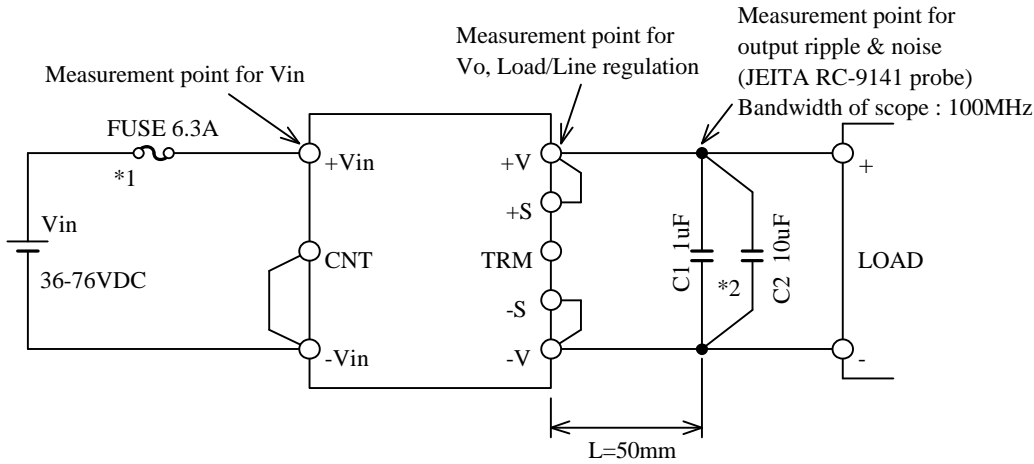 Measurement point for Vin
Measurement point for
Vo, Load/Line regulation
Measurement point for
output ripple & noise
(JEITA RC-9141 probe)
Bandwidth of scope : 100MHz
FUSE 6.3A
*1
Vin
36-76VDC
+Vin
CNT
-Vin
+V
+S
TRM
-S
-V
C1 1uF
*2
C2 10uF
+
LOAD
-
L=50mm